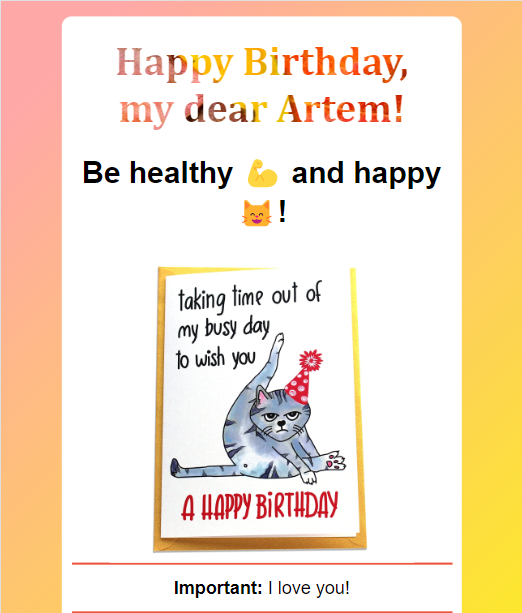 Happy Birthday,
my dear Artem!
Be healthy 💪 and happy
😸!
taking time out of
my busy day
to wish you
A HAPPY BiRTHDAY
Important: I love you!